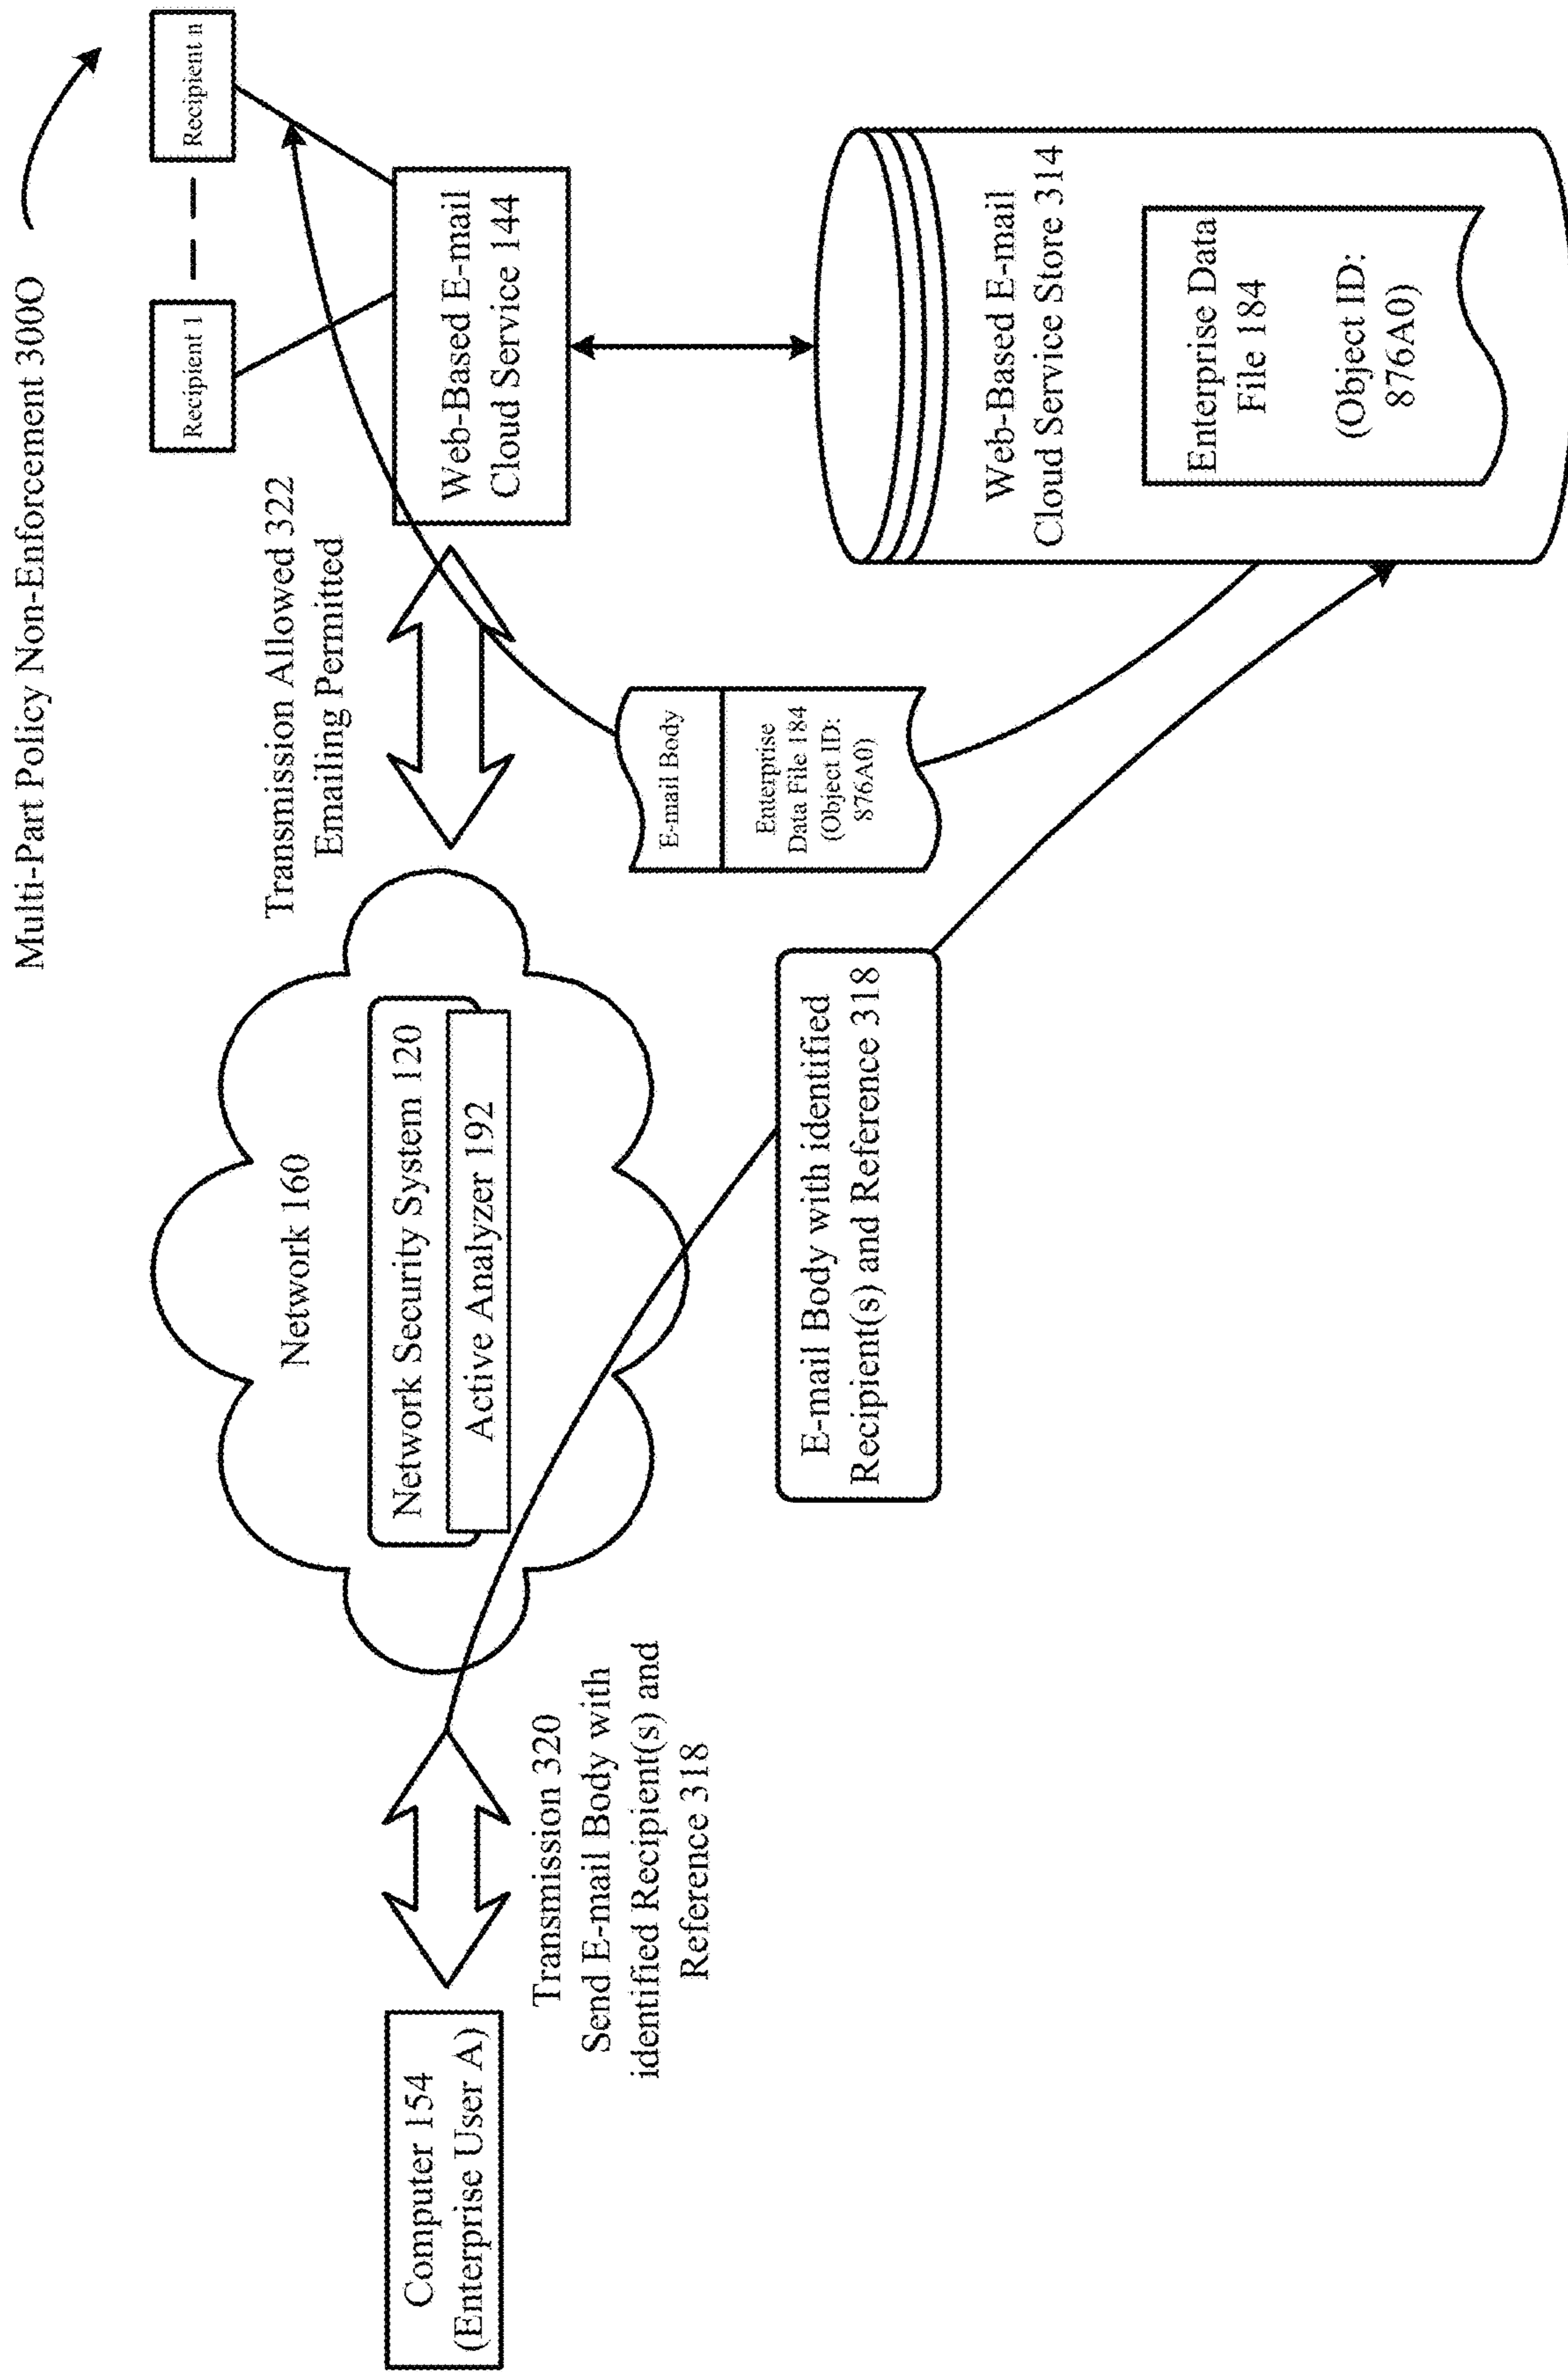 Multi-Part Policy Non-Enforcement 300O
Computer 154
(Enterprise User A)
Transmission 320
Send E-mail Body with
identified Recipient(s) and
Reference 318
Network 160
Network Security System 120
Active Analyzer 192
E-mail Body with identified
Recipient(s) and Reference 318
Transmission Allowed 322
Emailing Permitted
E-mail Body
Enterprise
Data File 184
(Object ID:
876A0)
Recipient 1
Recipient n
Web-Based E-mail
Cloud Service 144
Web-Based E-mail
Cloud Service Store 314
Enterprise Data
File 184
(Object ID:
876A0)